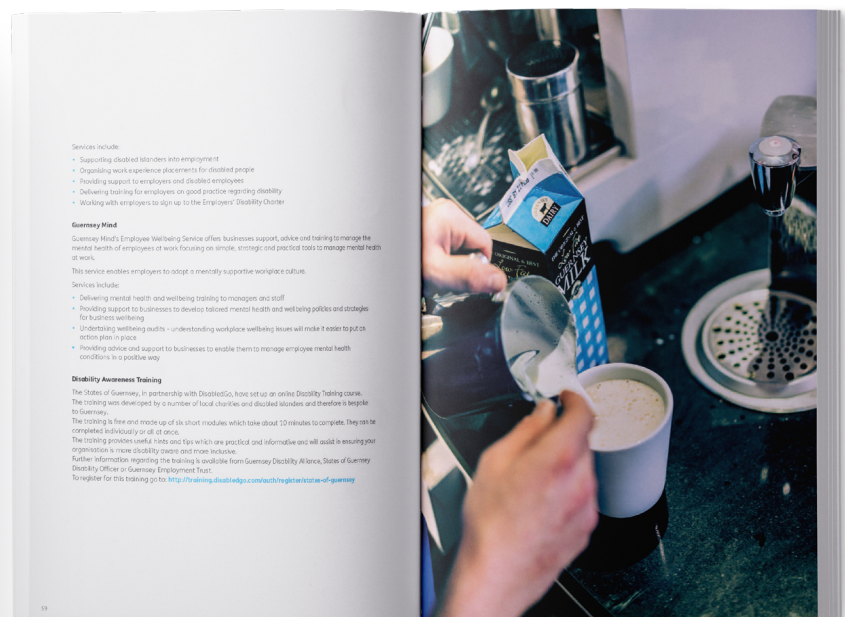 Services include:
• Supporting disabled islanders into employment
• Organising work experience placements for disabled people
• Providing support to employers and disabled employees
• Delivering training for employers on good practice regarding disability
• Working with employers to sign up to the Employers' Disability Charter
Guernsey Mind
Guernsey Mind's Employee Wellbeing Service offers businesses support, advice and training to manage the
mental health of employees at work focusing on simple, strategic and practical tools to manage mental health
at work.
This service enables employers to adopt a mentally supportive workplace culture.
Services include:
• Delivering mental health and wellbeing training to managers and staff
• Providing support to businesses to develop tailored mental health and wellbeing policies and strategies
for business wellbeing
• Undertaking wellbeing audits - understanding workplace wellbeing issues will make it easier to put an
action plan in place
• Providing advice and support to businesses to enable them to manage employee mental health
conditions in a positive way
Disability Awareness Training
The States of Guernsey, in partnership with DisabledGo, have set up an online Disability Training course.
The training was developed by a number of local charities and disabled islanders and therefore is bespoke
to Guernsey.
The training is free and made up of six short modules which take about 10 minutes to complete. They can be
completed individually or all at once.
The training provides useful hints and tips which are practical and informative and will assist in ensuring your
organisation is more disability aware and more inclusive.
Further information regarding the training is available from Guernsey Disability Alliance, States of Guernsey
Disability Officer or Guernsey Employment Trust.
To register for this training go to: http://training.disabledgo.com/auth/register/states-of-guernsey
DAIRY
ORIGINAL & BEST
GUERNSEY
MILK